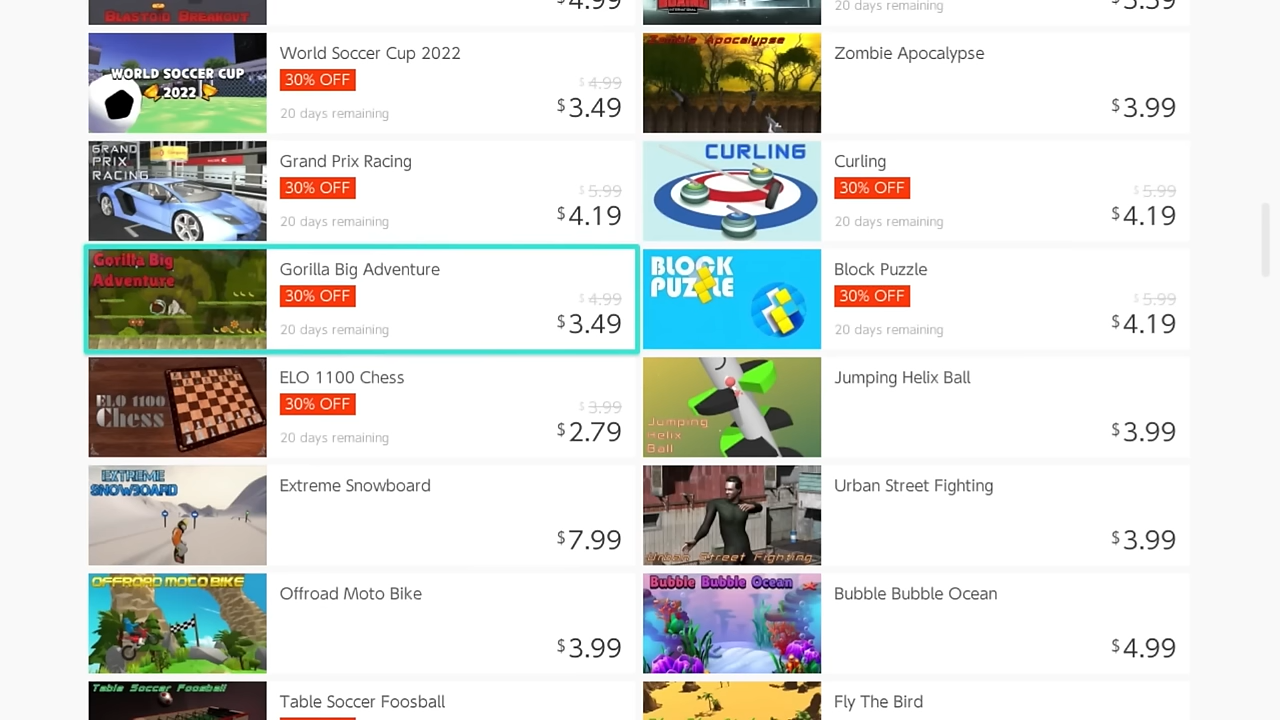 BLASTOID BREAKOUT
$4.99
20 days remaining
$3.59
WORLD SOCCER CUP
2022
World Soccer Cup 2022
30% OFF
20 days remaining
$4.99
$3.49
Zombie Apocalypse
Zombie Apocalypse
$3.99
GRAND
PRIX
RACING
Grand Prix Racing
30% OFF
20 days remaining
$5.99
$4.19
CURLING
Curling
30% OFF
20 days remaining
$5.99
$4.19
Gorilla Big
Adventure
Gorilla Big Adventure
30% OFF
20 days remaining
$4.99
$3.49
BLOCK
PUZZLE
Block Puzzle
30% OFF
20 days remaining
$5.99
$4.19
ELO 1100
Chess
ELO 1100 Chess
30% OFF
20 days remaining
$3.99
$2.79
Jumping
Helix
Ball
Jumping Helix Ball
$3.99
EXTREME
SNOWBOARD
Extreme Snowboard
$7.99
Urban Street Fighting
Urban Street Fighting
$3.99
OFFROAD MOTO BIKE
Offroad Moto Bike
$3.99
Bubble Bubble Ocean
Bubble Bubble Ocean
$4.99
Table Soccer Foosball
Table Soccer Foosball
Fly The Bird